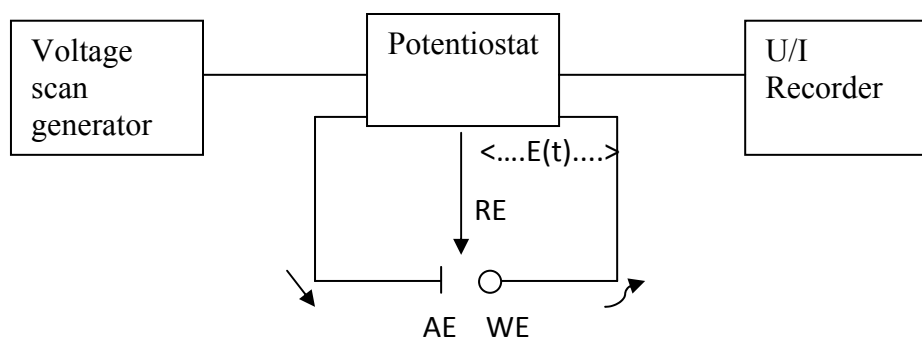 Voltage
scan
generator
Potentiostat
U/I
Recorder
<....E(t)....>
RE
AE WE